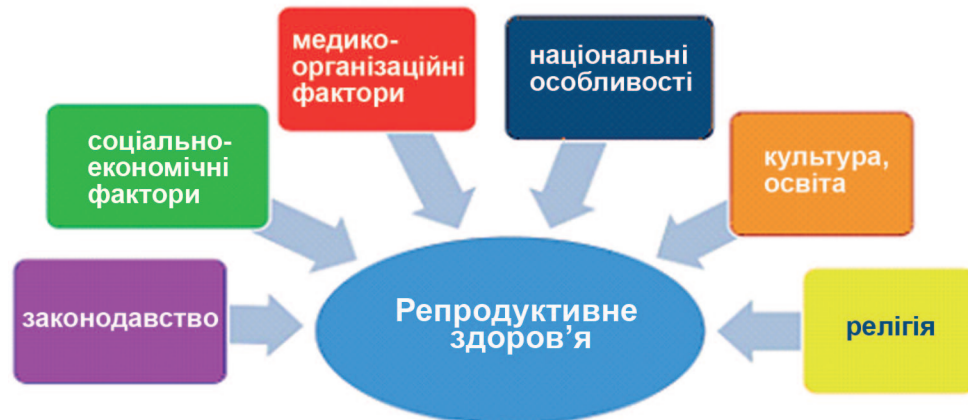 медико-
організаційні
фактори
національні
особливості
соціально-
економічні
фактори
культура,
освіта
законодавство
Репродуктивне
здоров’я
релігія